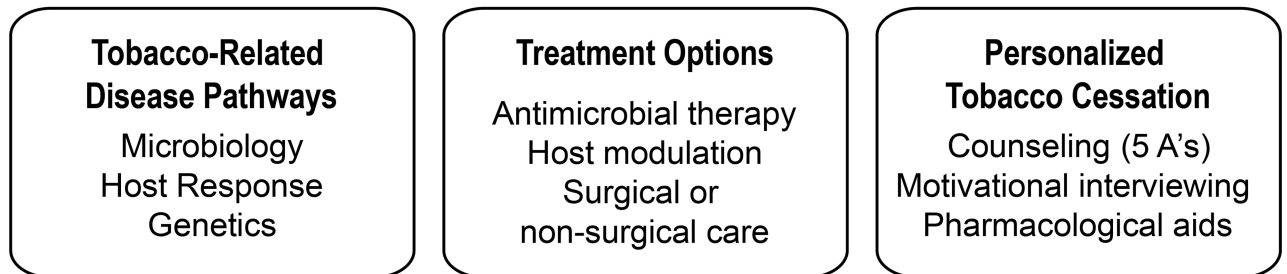 Tobacco-Related
Disease Pathways
Microbiology
Host Response
Genetics
Treatment Options
Antimicrobial therapy
Host modulation
Surgical or
non-surgical care
Personalized
Tobacco Cessation
Counseling (5 A’s)
Motivational interviewing
Pharmacological aids